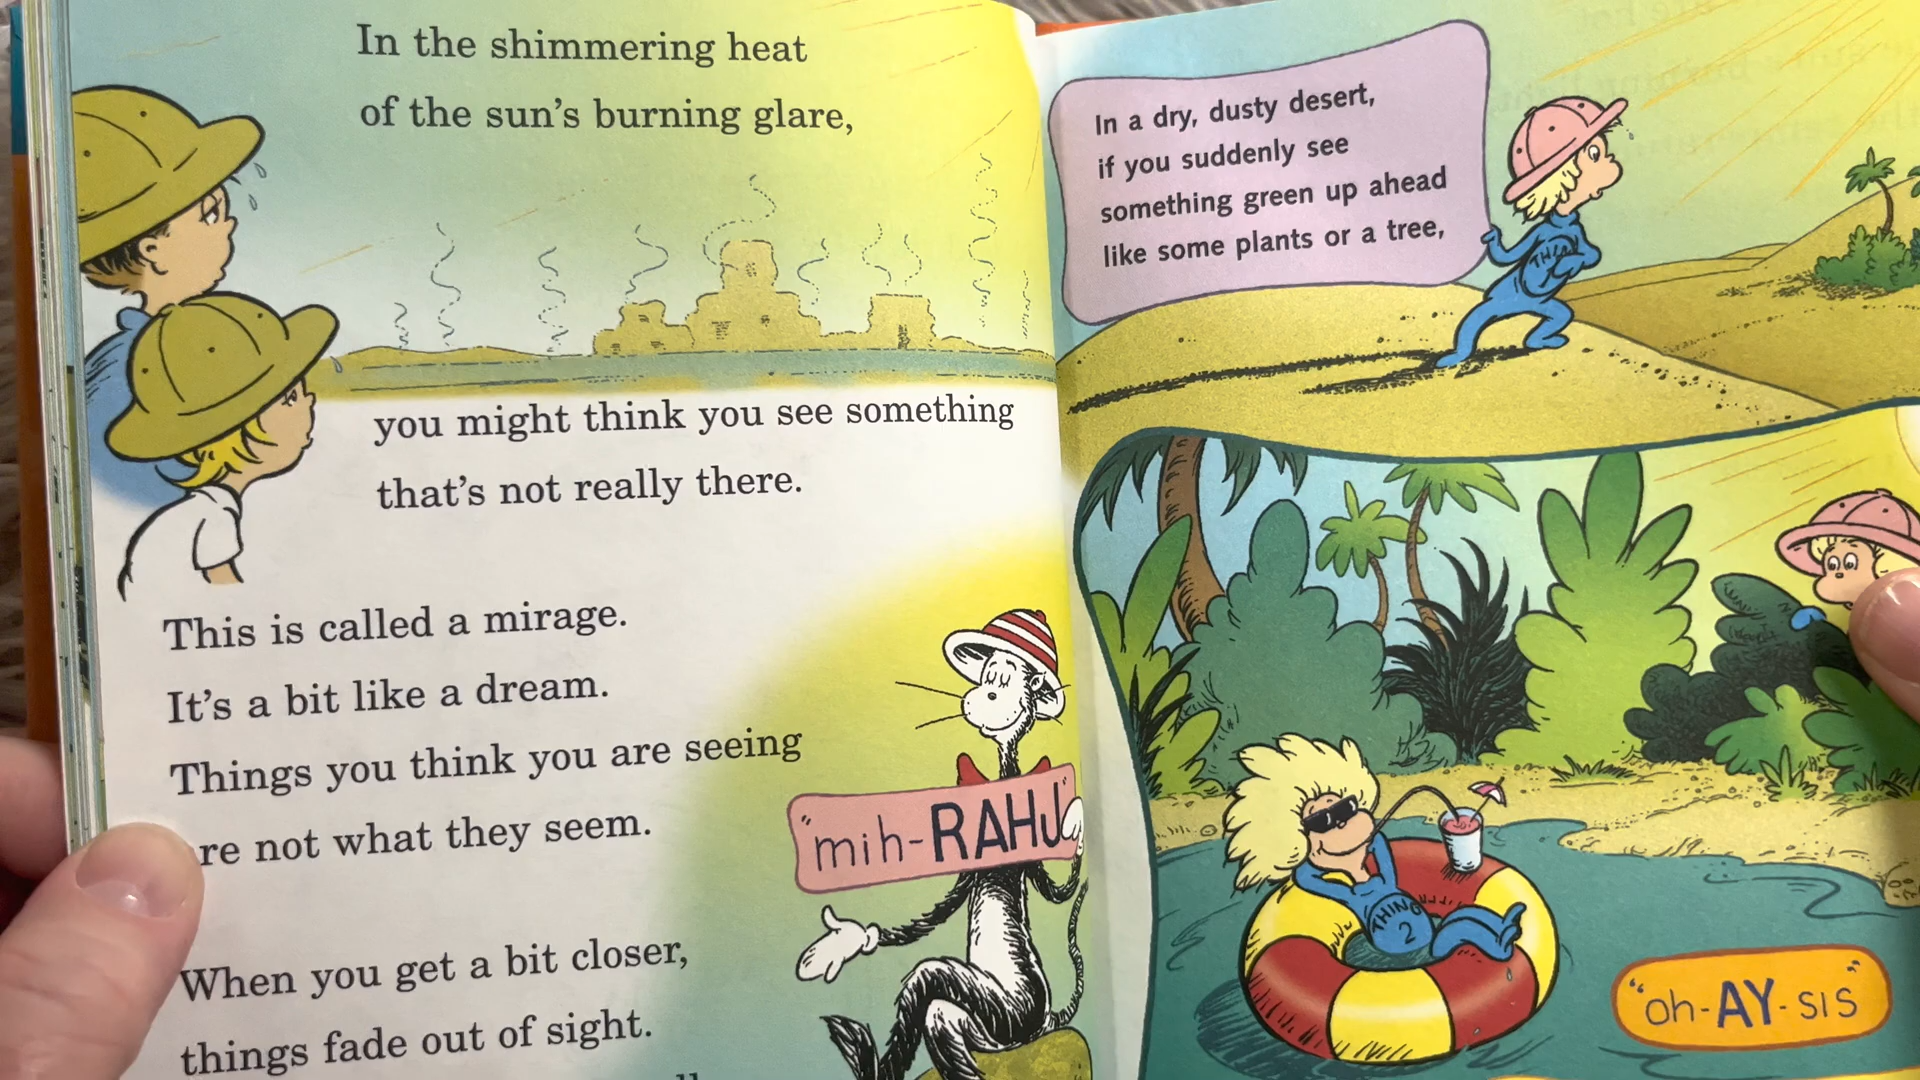 In the shimmering heat
of the sun's burning glare,
you might think you see something
that's not really there.
This is called a mirage.
It's a bit like a dream.
Things you think you are seeing
re not what they seem.
"mih-RAHJ"
When you get a bit closer,
things fade out of sight.
In a dry, dusty desert,
if you suddenly see
something green up ahead
like some plants or a tree,
THING
2
"oh-AY-sis"